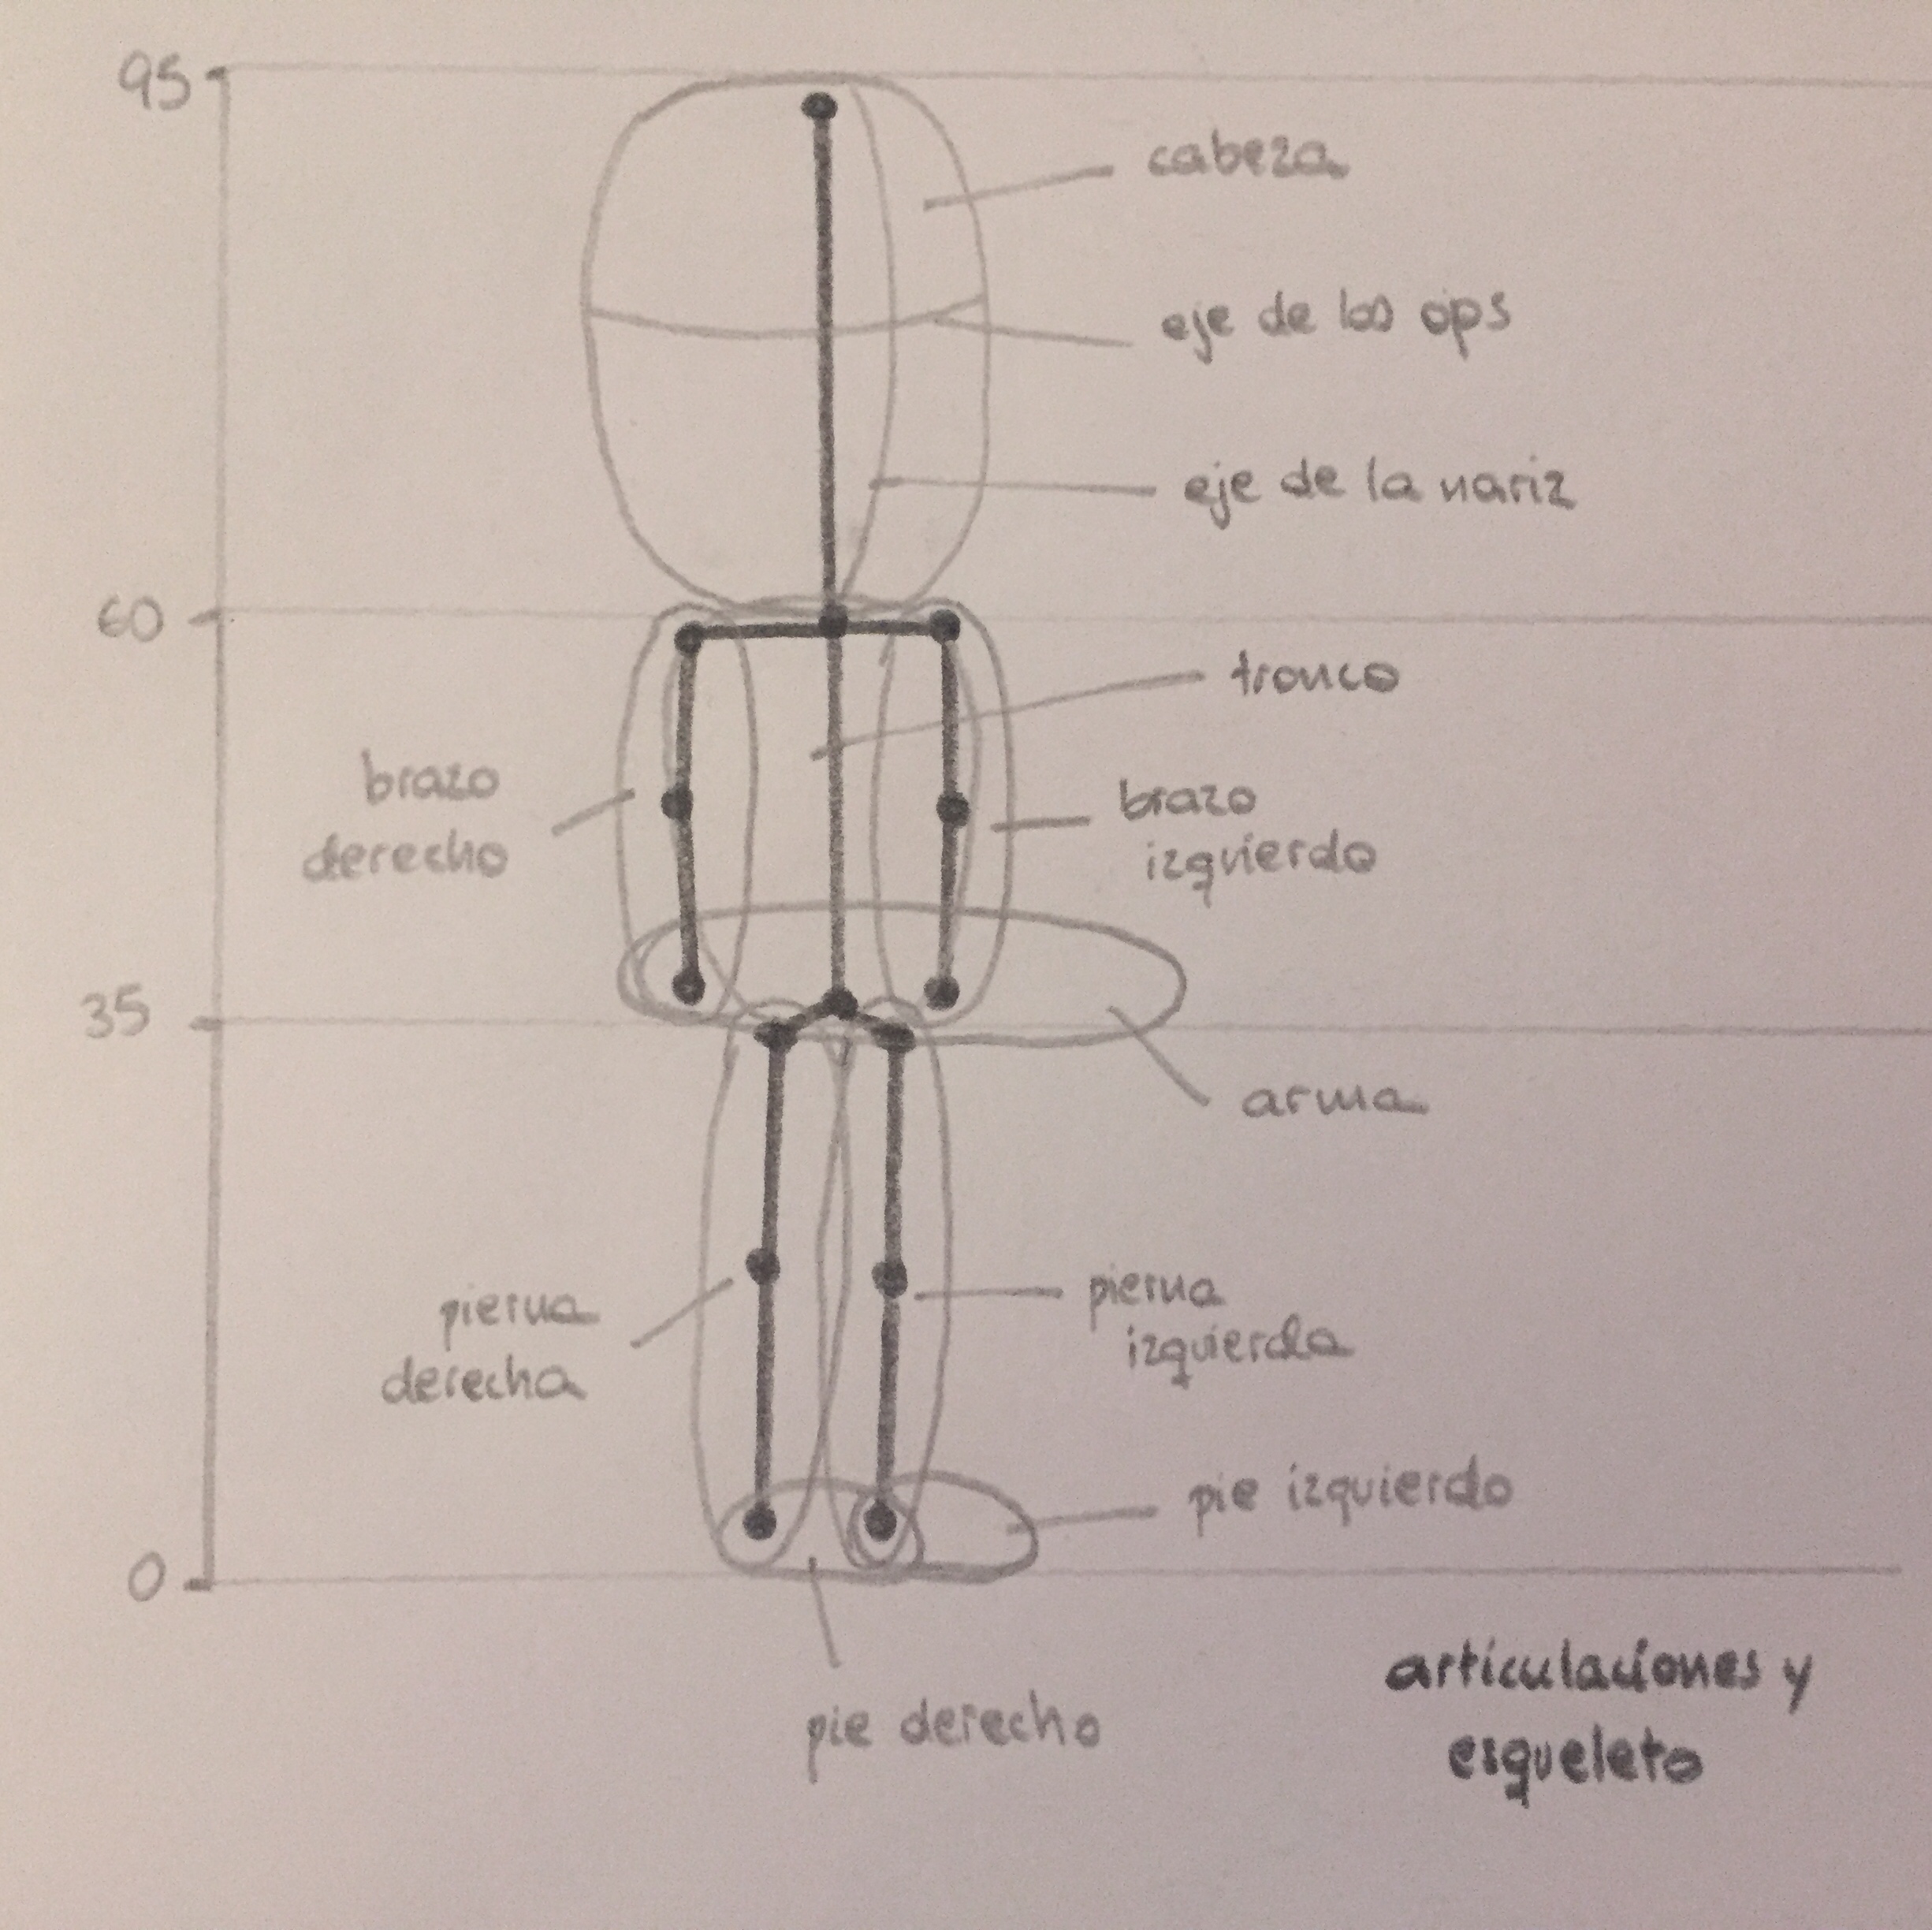 95
cabeza
eje de los ojos
eje de la nariz
60
tronco
brazo
derecho
brazo
izquierdo
35
arma
pierna
derecha
pierna
izquierda
pie izquierdo
0
pie derecho
articulaciones y
esqueleto